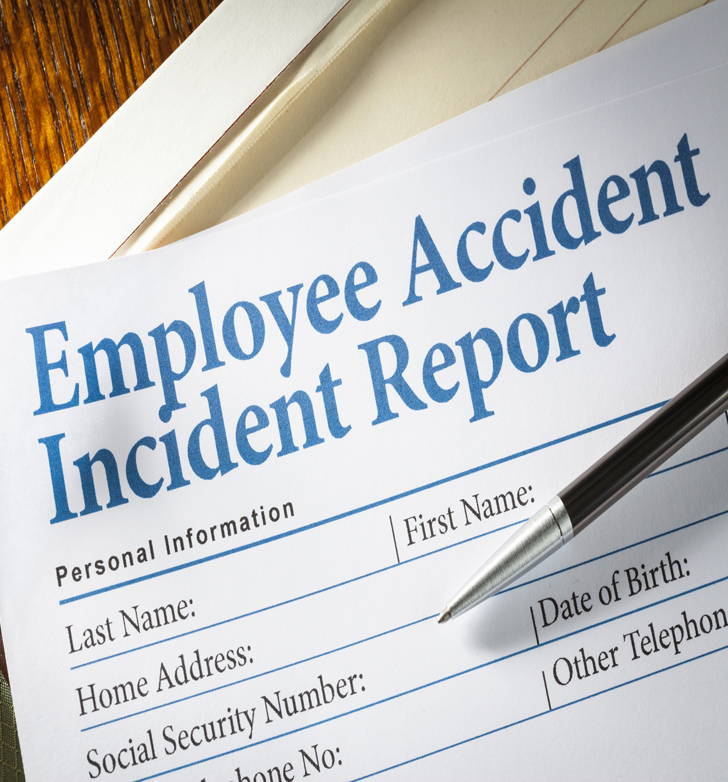 Employee Accident
Incident Report
Personal Information
Last Name: First Name:
Home Address:
Social Security Number: Date of Birth:
No: Other